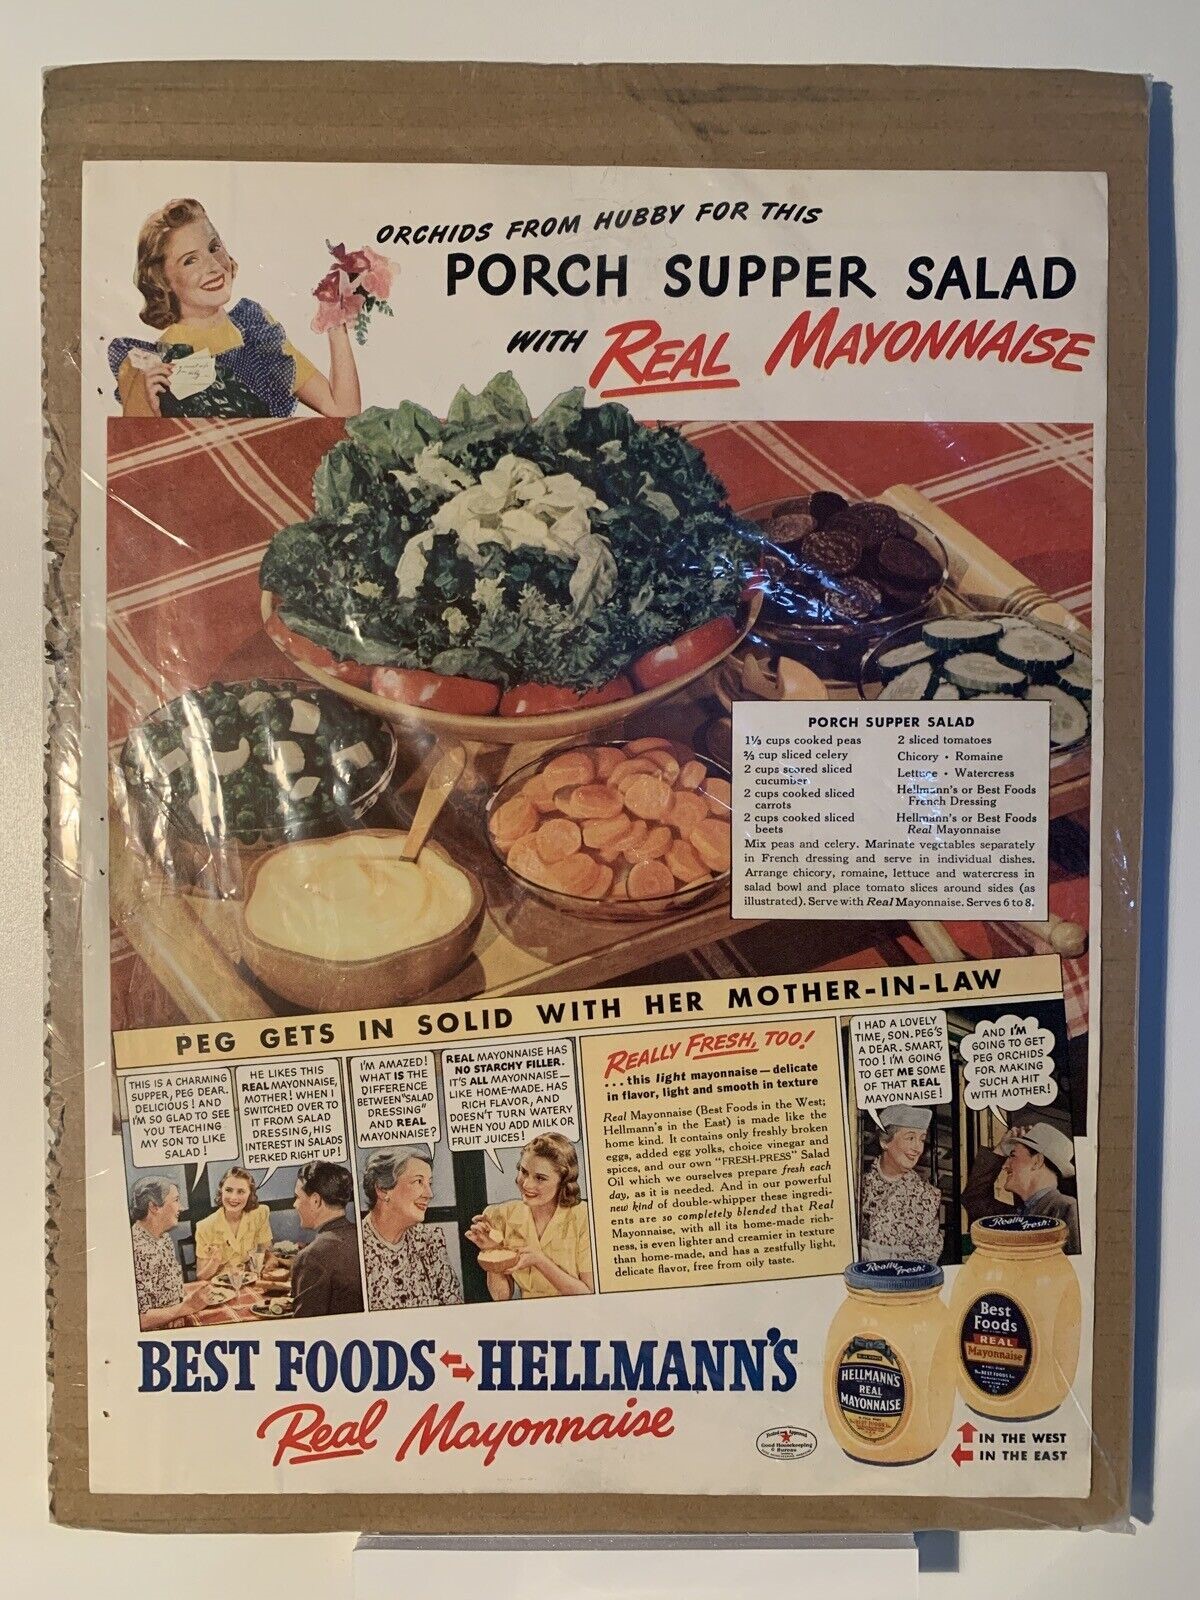 ORCHIDS FROM HUBBY FOR THIS
PORCH SUPPER SALAD
WITH REAL MAYONNAISE
PORCH SUPPER SALAD
1⅓ cups cooked peas
⅔ cup sliced celery
2 cups scored sliced
cucumber
2 cups cooked sliced
carrots
2 cups cooked sliced
beets
2 sliced tomatoes
Chicory • Romaine
Lettuce • Watercress
Hellmann's or Best Foods
French Dressing
Hellmann's or Best Foods
Real Mayonnaise
Mix peas and celery. Marinate vegetables separately
in French dressing and serve in individual dishes.
Arrange chicory, romaine, lettuce and watercress in
salad bowl and place tomato slices around sides (as
illustrated). Serve with Real Mayonnaise. Serves 6 to 8.
PEG GETS IN SOLID WITH HER MOTHER-IN-LAW
THIS IS A CHARMING
SUPPER, PEG DEAR.
DELICIOUS! AND
I'M SO GLAD TO SEE
YOU TEACHING
MY SON TO LIKE
SALAD!
HE LIKES THIS
REAL MAYONNAISE,
MOTHER! WHEN I
SWITCHED OVER TO
IT FROM SALAD
DRESSING, HIS
INTEREST IN SALADS
PERKED RIGHT UP!
I'M AMAZED!
WHAT IS THE
DIFFERENCE
BETWEEN "SALAD
DRESSING"
AND REAL
MAYONNAISE?
REAL MAYONNAISE HAS
NO STARCHY FILLER.
IT'S ALL MAYONNAISE—
LIKE HOME-MADE. HAS
RICH FLAVOR, AND
DOESN'T TURN WATERY
WHEN YOU ADD MILK OR
FRUIT JUICES!
REALLY FRESH, TOO!
...this light mayonnaise—delicate
in flavor, light and smooth in texture
Real Mayonnaise (Best Foods in the West;
Hellmann's in the East) is made like the
home kind. It contains only freshly broken
eggs, added egg yolks, choice vinegar and
spices, and our own "FRESH-PRESS" Salad
Oil which we ourselves prepare fresh each
day, as it is needed. And in our powerful
new kind of double-whipper these ingredi-
ents are so completely blended that Real
Mayonnaise, with all its home-made rich-
ness, is even lighter and creamier in texture
than home-made, and has a zestfully light,
delicate flavor, free from oily taste.
I HAD A LOVELY
TIME, SON. PEG'S
A DEAR. SMART,
TOO! I'M GOING
TO GET ME SOME
OF THAT REAL
MAYONNAISE!
AND I'M
GOING TO GET
PEG ORCHIDS
FOR MAKING
SUCH A HIT
WITH MOTHER!
BEST FOODS HELLMANN'S
Real Mayonnaise
Really fresh!
HELLMANN'S
REAL
MAYONNAISE
Really fresh!
Best
Foods
REAL
Mayonnaise
Tested and Approved
Good Housekeeping
Bureau
IN THE WEST
IN THE EAST